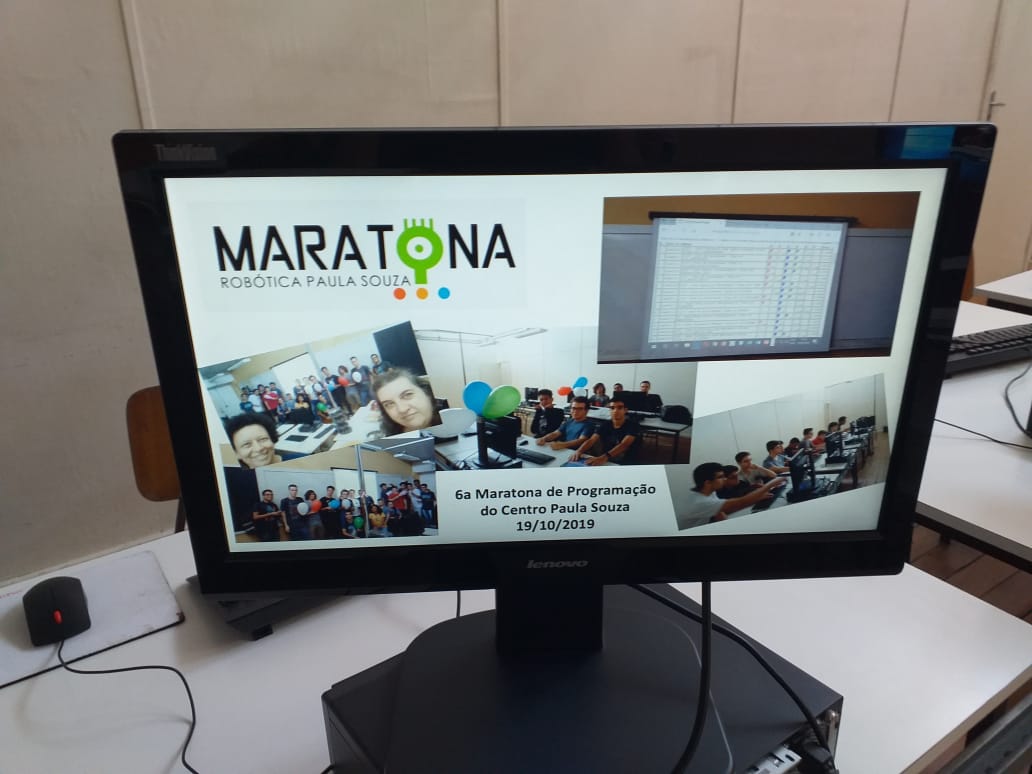 ThinkVision
MARATONA
ROBÓTICA PAULA SOUZA
6a Maratona de Programação
do Centro Paula Souza
19/10/2019
lenovo